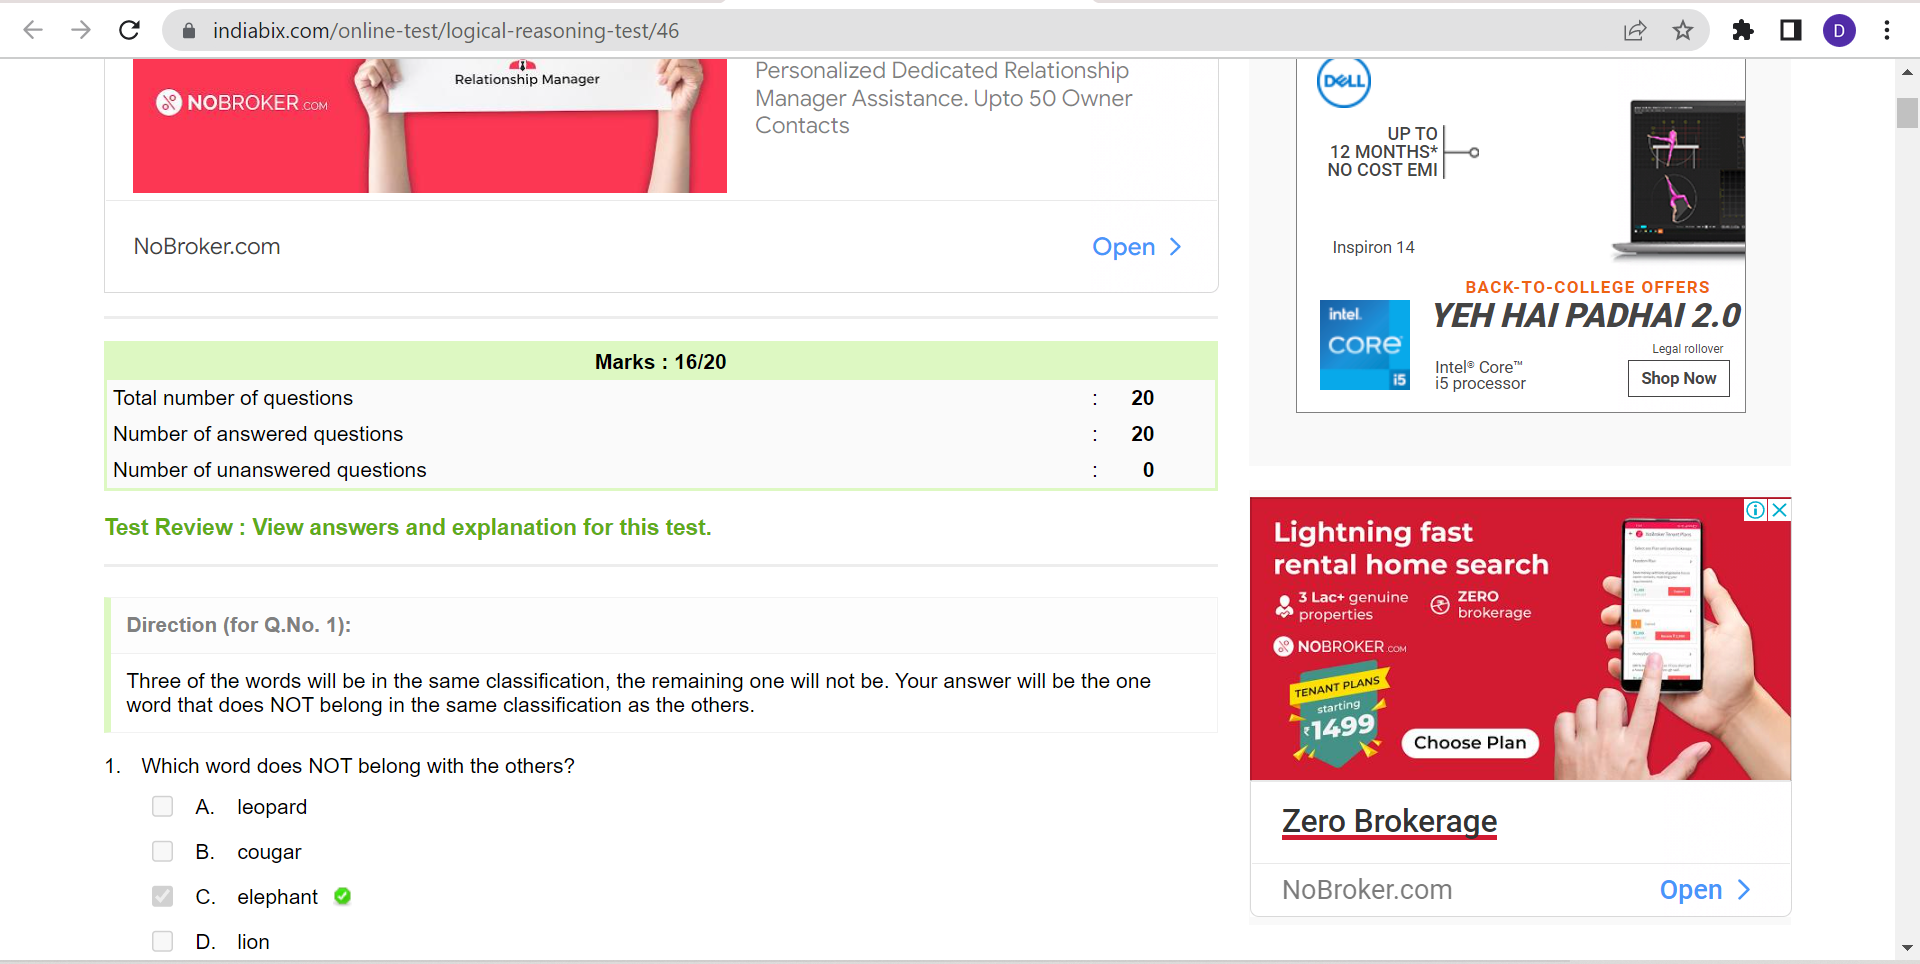 indiabix.com/online-test/logical-reasoning-test/46
D
Relationship Manager
NOBROKER.COM
Personalized Dedicated Relationship
Manager Assistance. Upto 50 Owner
Contacts
NoBroker.com
Open
Marks : 16/20
Total number of questions : 20
Number of answered questions : 20
Number of unanswered questions : 0
Test Review : View answers and explanation for this test.
Direction (for Q.No. 1):
Three of the words will be in the same classification, the remaining one will not be. Your answer will be the one
word that does NOT belong in the same classification as the others.
1. Which word does NOT belong with the others?
A. leopard
B. cougar
C. elephant
D. lion
DELL
UP TO
12 MONTHS*
NO COST EMI
Inspiron 14
BACK-TO-COLLEGE OFFERS
YEH HAI PADHAI 2.0
intel.
CORE
i5
Legal rollover
Intel® Core™
i5 processor
Shop Now
Lightning fast
rental home search
3 Lac+ genuine
properties
ZERO
brokerage
NOBROKER.COM
TENANT PLANS
starting
₹1499
Choose Plan
Zero Brokerage
NoBroker.com
Open